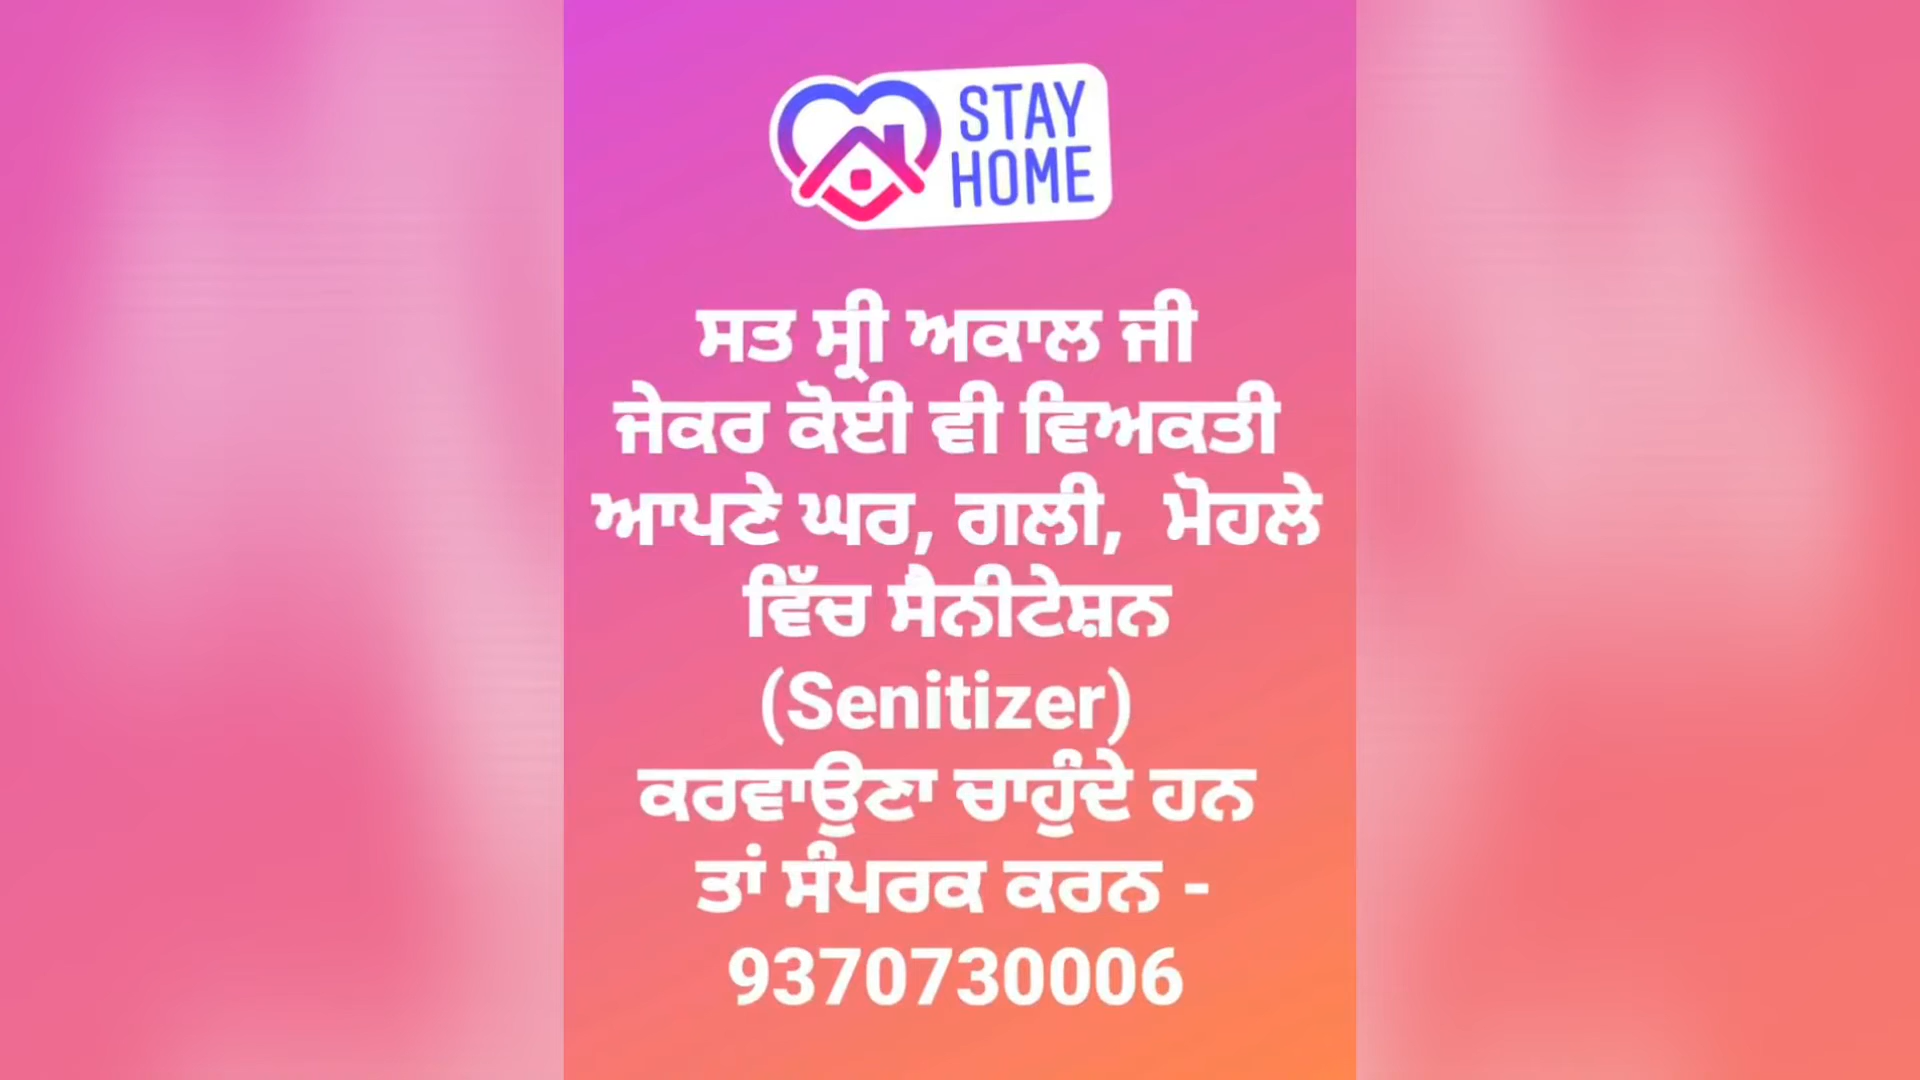 STAY
HOME
ਸਤ ਸ੍ਰੀ ਅਕਾਲ ਜੀ
ਜੇਕਰ ਕੋਈ ਵੀ ਵਿਅਕਤੀ
ਆਪਣੇ ਘਰ, ਗਲੀ, ਮੋਹਲੇ
ਵਿੱਚ ਸੈਨੀਟੇਸ਼ਨ
(Senitizer)
ਕਰਵਾਉਣਾ ਚਾਹੁੰਦੇ ਹਨ
ਤਾਂ ਸੰਪਰਕ ਕਰਨ -
9370730006